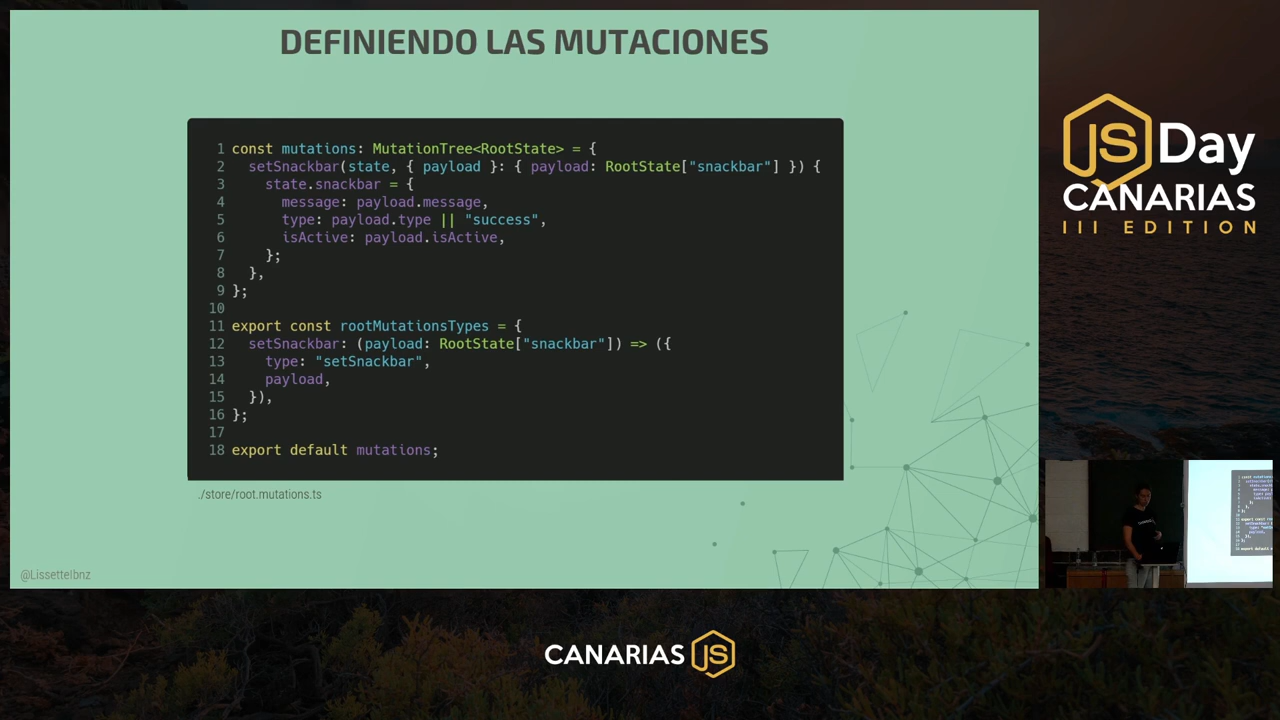 DEFINIENDO LAS MUTACIONES
1 const mutations: MutationTree<RootState> = {
2 setSnackbar(state, { payload }: { payload: RootState["snackbar"] }) {
3 state.snackbar = {
4 message: payload.message,
5 type: payload.type || "success",
6 isActive: payload.isActive,
7 };
8 },
9 };
10
11 export const rootMutationsTypes = {
12 setSnackbar: (payload: RootState["snackbar"]) => ({
13 type: "setSnackbar",
14 payload,
15 }),
16 };
17
18 export default mutations;
./store/root.mutations.ts
@Lissettelbnz
JS Day
CANARIAS
III EDITION
CANARIAS JS